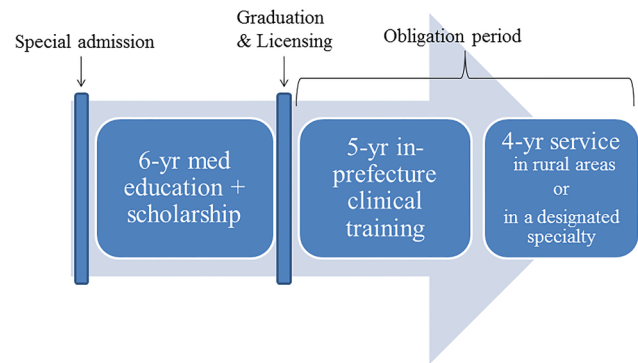 Special admission
Graduation
& Licensing
Obligation period
6-yr med
education +
scholarship
5-yr in-
prefecture
clinical
training
4-yr service
in rural areas
or
in a designated
specialty